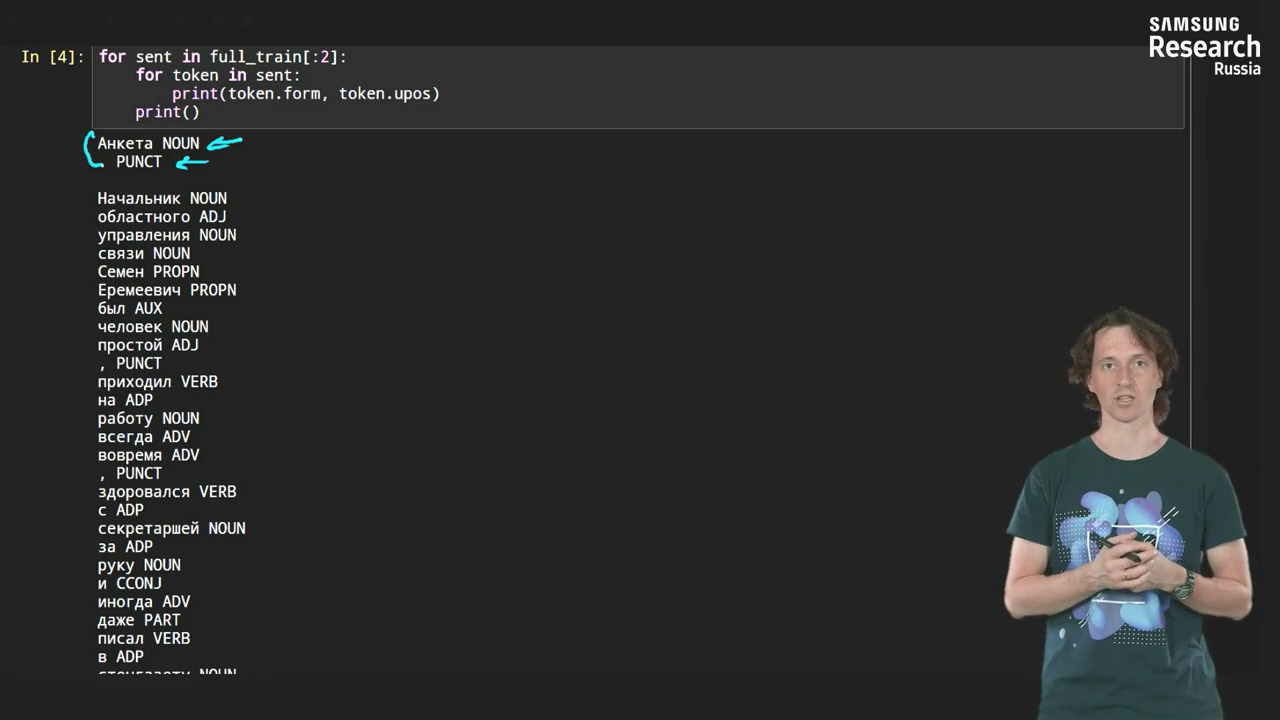 SAMSUNG
Research
Russia
In [4]:
for sent in full_train[:2]:
for token in sent:
print(token.form, token.upos)
print()
Анкета NOUN
. PUNCT
Начальник NOUN
областного ADJ
управления NOUN
связи NOUN
Семен PROPN
Еремеевич PROPN
был AUX
человек NOUN
простой ADJ
, PUNCT
приходил VERB
на ADP
работу NOUN
всегда ADV
вовремя ADV
, PUNCT
здоровался VERB
с ADP
секретаршей NOUN
за ADP
руку NOUN
и CCONJ
иногда ADV
даже PART
писал VERB
в ADP
стенгазету NOUN